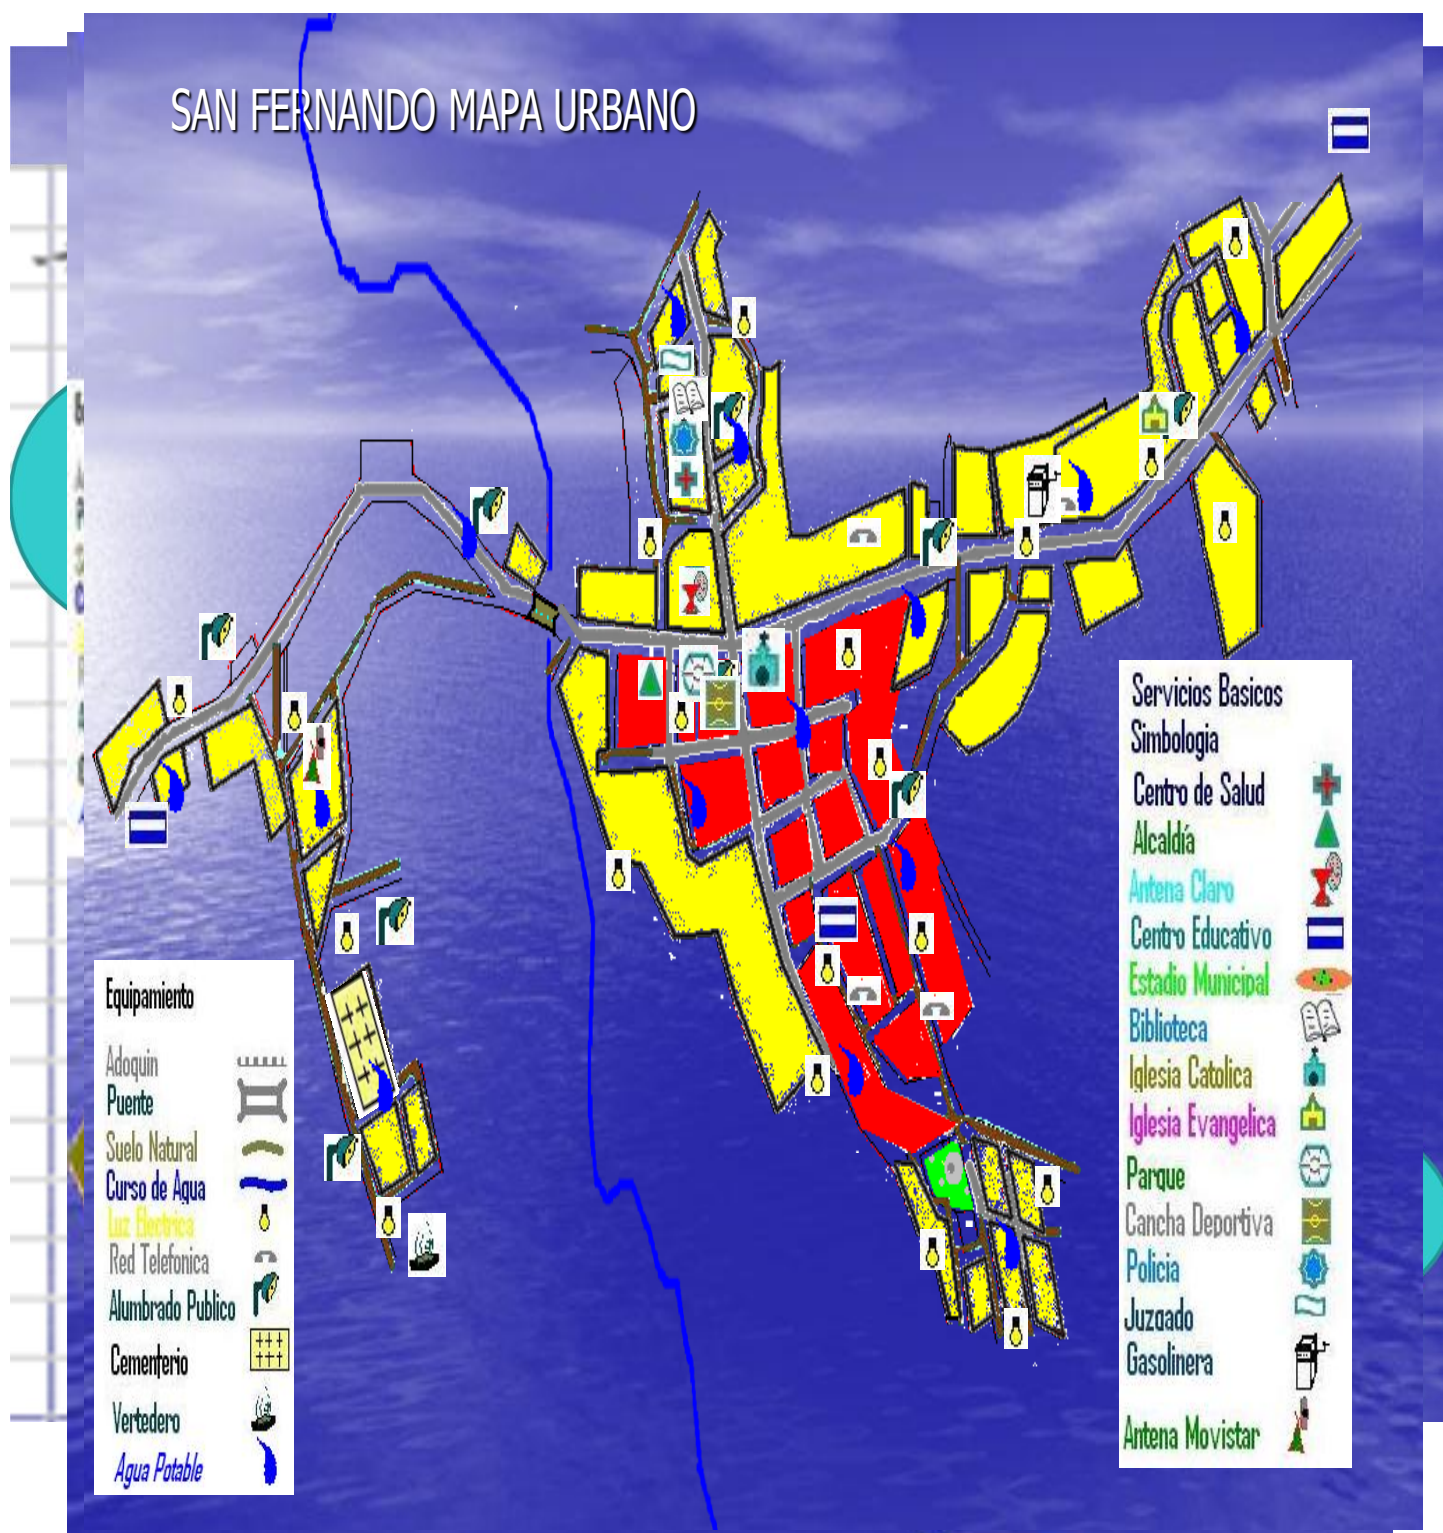 SAN FERNANDO MAPA URBANO
Servicios Basicos
Simbologia
Centro de Salud
Alcaldía
Antena Claro
Centro Educativo
Estadio Municipal
Biblioteca
Iglesia Catolica
Iglesia Evangelica
Parque
Cancha Deportiva
Policia
Juzgado
Gasolinera
Antena Movistar
Equipamiento
Adoquin
Puente
Suelo Natural
Curso de Agua
Luz Electrica
Red Telefonica
Alumbrado Publico
Cementerio
Vertedero
Agua Potable